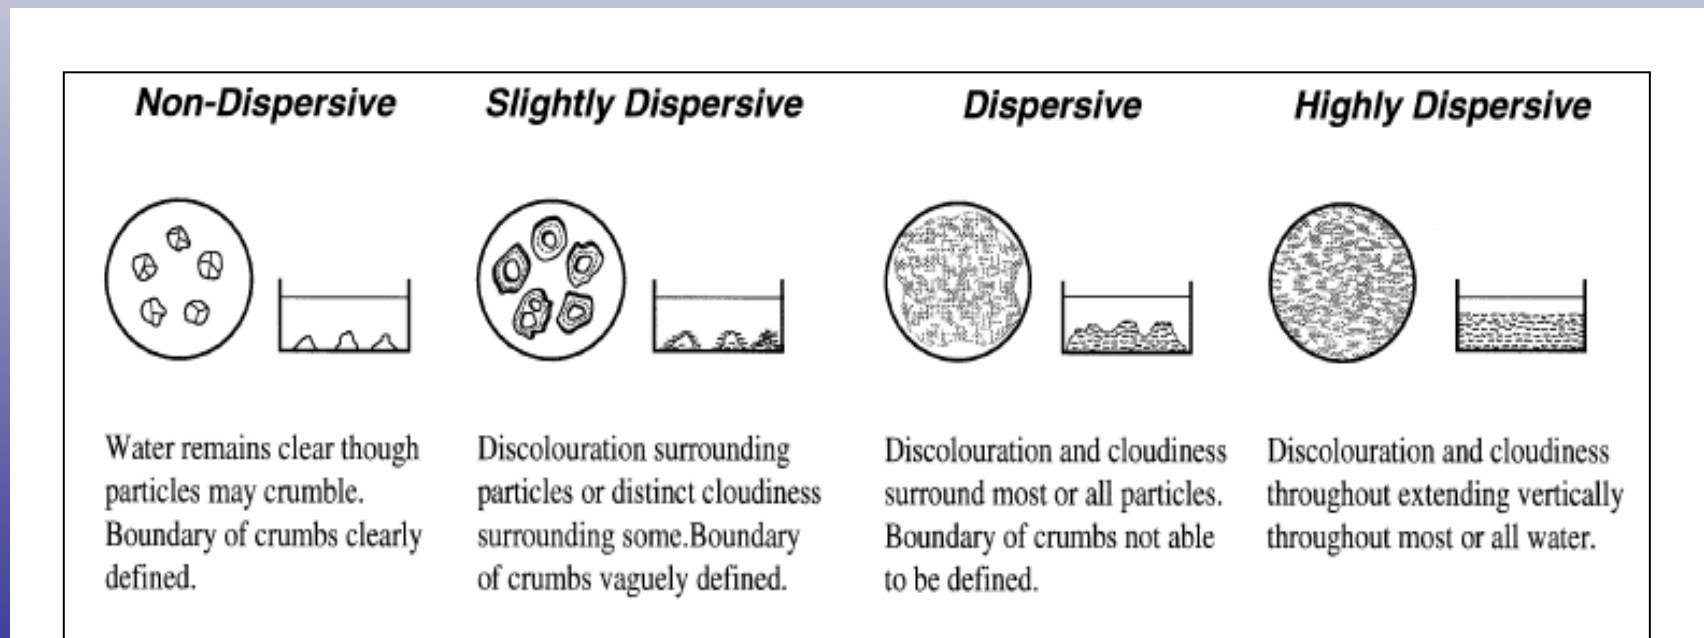 Non-Dispersive
Slightly Dispersive
Dispersive
Highly Dispersive
Water remains clear though
particles may crumble.
Boundary of crumbs clearly
defined.
Discolouration surrounding
particles or distinct cloudiness
surrounding some.Boundary
of crumbs vaguely defined.
Discolouration and cloudiness
surround most or all particles.
Boundary of crumbs not able
to be defined.
Discolouration and cloudiness
throughout extending vertically
throughout most or all water.